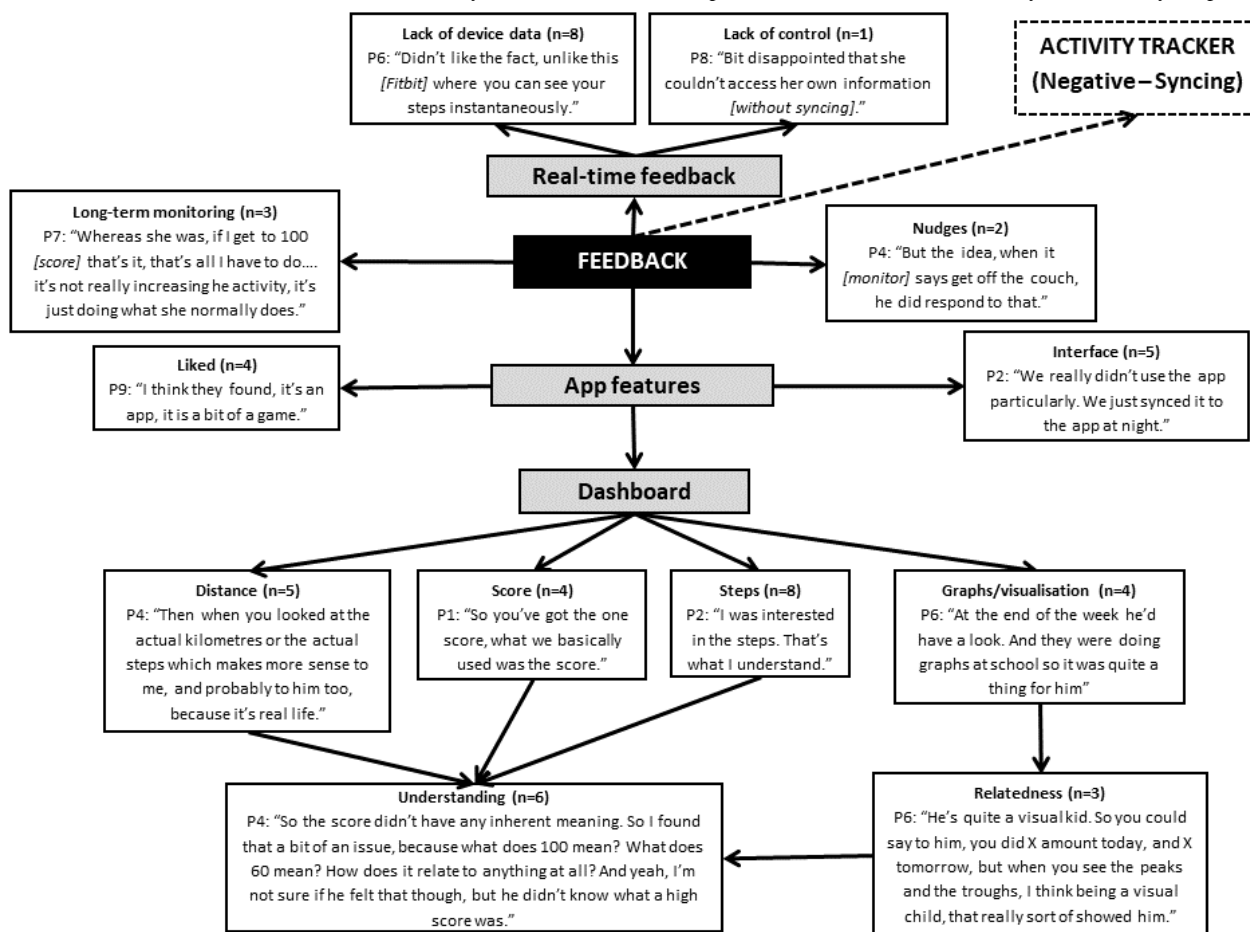 Lack of device data (n=8)
P6: “Didn’t like the fact, unlike this
[Fitbit] where you can see your
steps instantaneously.”
Lack of control (n=1)
P8: “Bit disappointed that she
couldn’t access her own information
[without syncing].”
ACTIVITY TRACKER
(Negative – Syncing)
Real-time feedback
Long-term monitoring (n=3)
P7: “Whereas she was, if I get to 100
[score] that’s it, that’s all I have to do....
it’s not really increasing he activity, it’s
just doing what she normally does.”
FEEDBACK
Nudges (n=2)
P4: “But the idea, when it
[monitor] says get off the couch,
he did respond to that.”
Liked (n=4)
P9: “I think they found, it’s an
app, it is a bit of a game.”
App features
Interface (n=5)
P2: “We really didn’t use the app
particularly. We just synced it to
the app at night.”
Dashboard
Distance (n=5)
P4: “Then when you looked at the
actual kilometres or the actual
steps which makes more sense to
me, and probably to him too,
because it’s real life.”
Score (n=4)
P1: “So you’ve got the one
score, what we basically
used was the score.”
Steps (n=8)
P2: “I was interested
in the steps. That’s
what I understand.”
Graphs/visualisation (n=4)
P6: “At the end of the week he’d
have a look. And they were doing
graphs at school so it was quite a
thing for him”
Understanding (n=6)
P4: “So the score didn’t have any inherent meaning. So I found
that a bit of an issue, because what does 100 mean? What does
60 mean? How does it relate to anything at all? And yeah, I’m
not sure if he felt that though, but he didn’t know what a high
score was.”
Relatedness (n=3)
P6: “He’s quite a visual kid. So you could
say to him, you did X amount today, and X
tomorrow, but when you see the peaks
and the troughs, I think being a visual
child, that really sort of showed him.”